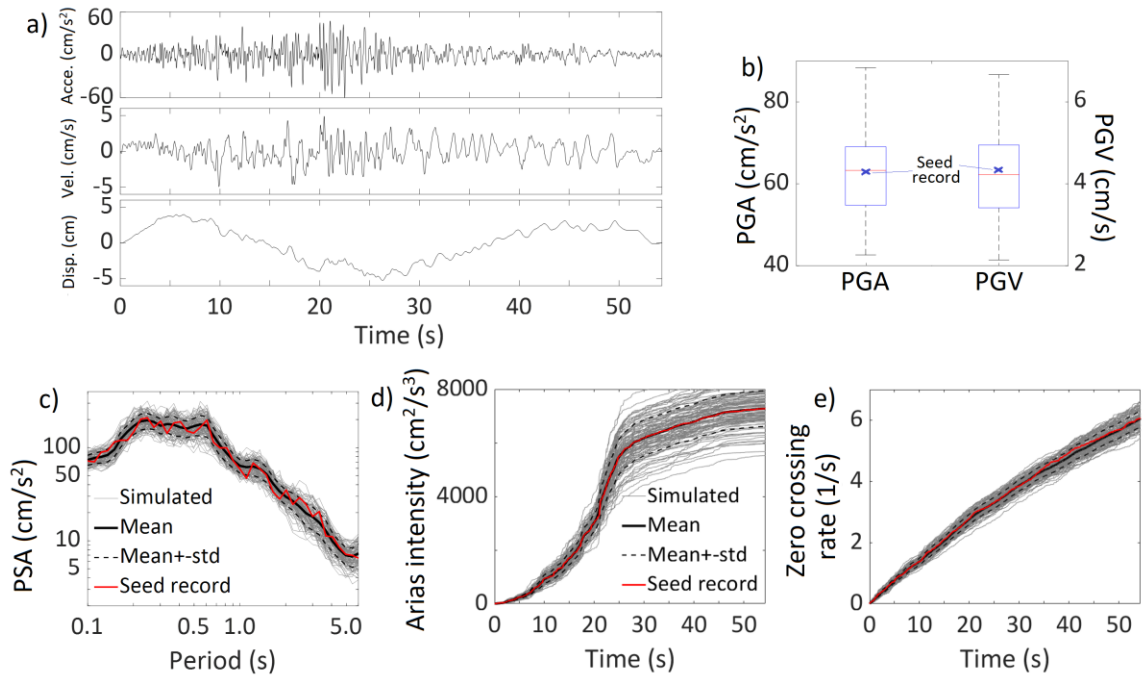 a)
Acce. (cm/s²)
60
0
-60
Vel. (cm/s)
5
0
-5
Disp. (cm)
5
0
-5
0 10 20 30 40 50
Time (s)
b)
PGA (cm/s²)
80
60
40
Seed
record
PGA PGV
6
4
2
PGV (cm/s)
c)
PSA (cm/s²)
100
50
10
5
Simulated
Mean
Mean+-std
Seed record
0.1 0.5 1.0 5.0
Period (s)
d)
Arias intensity (cm²/s³)
8000
4000
0
Simulated
Mean
Mean+-std
Seed record
0 10 20 30 40 50
Time (s)
e)
Zero crossing
rate (1/s)
6
4
2
0
0 10 20 30 40 50
Time (s)